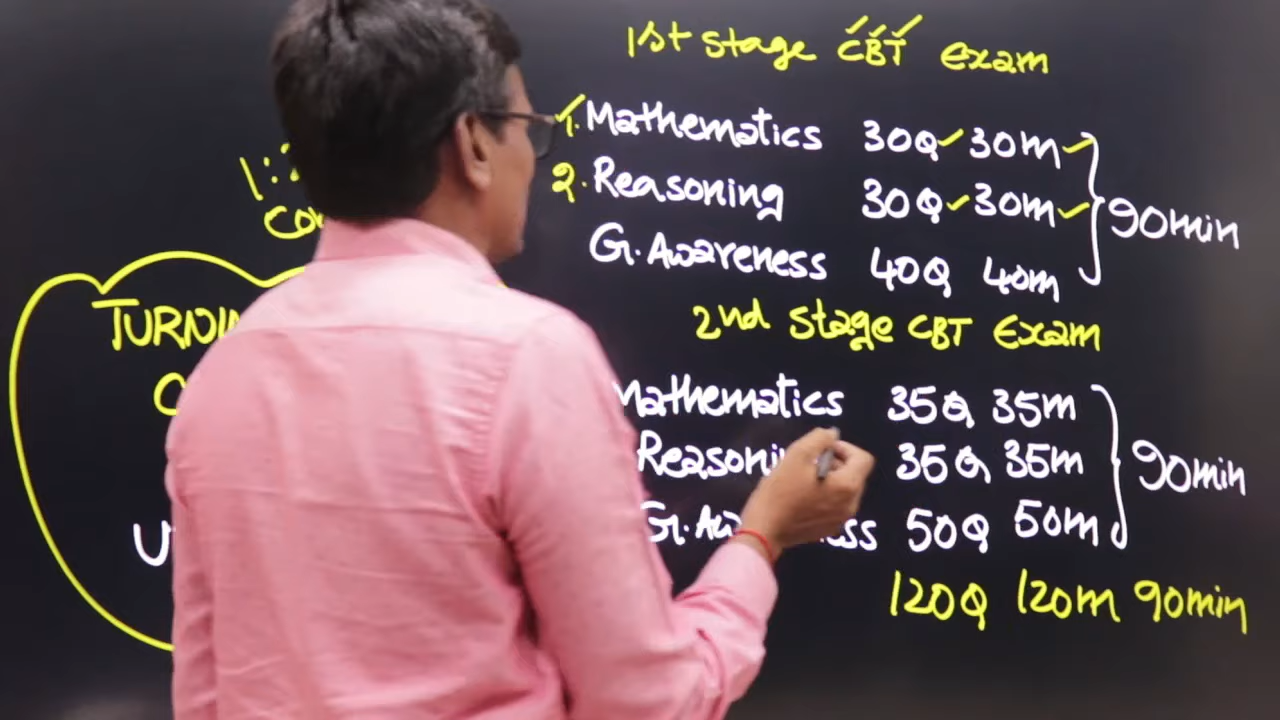 1st stage CBT Exam
1. Mathematics 30Q 30m
2. Reasoning 30Q 30m
G. Awareness 40Q 40m
90min
2nd stage CBT Exam
Mathematics 35Q 35m
35Q 35m
50Q 50m
90min
120Q 120m 90min